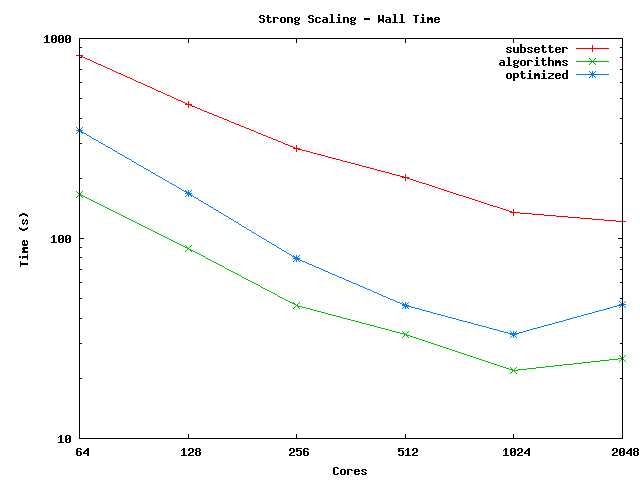 Strong Scaling - Wall Time
1000
subsetter
algorithms
optimized
Time (s)
100
10
64 128 256 512 1024 2048
Cores